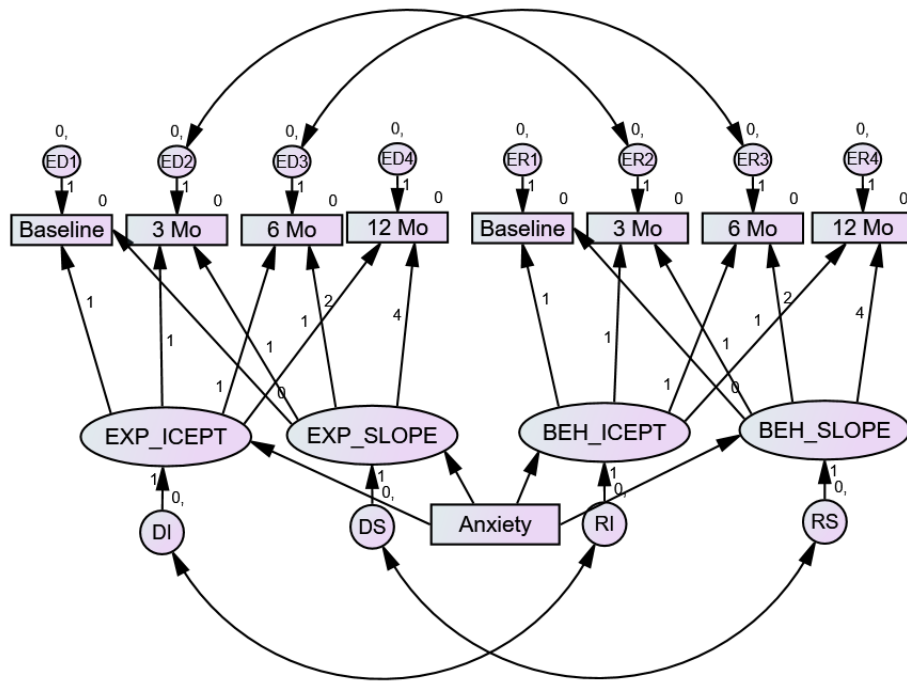 0, 0, 0, 0, 0, 0, 0, 0,
ED1 ED2 ED3 ED4 ER1 ER2 ER3 ER4
1 1 1 1 1 1 1 1
0 0 0 0 0 0 0 0
Baseline 3 Mo 6 Mo 12 Mo Baseline 3 Mo 6 Mo 12 Mo
1 1 1 1 2 1 0 4 1 1 1 1 2 1 0 4
EXP_ICEPT EXP_SLOPE BEH_ICEPT BEH_SLOPE
1 0, 1 0, 1 0, 1 0,
DI DS Anxiety RI RS